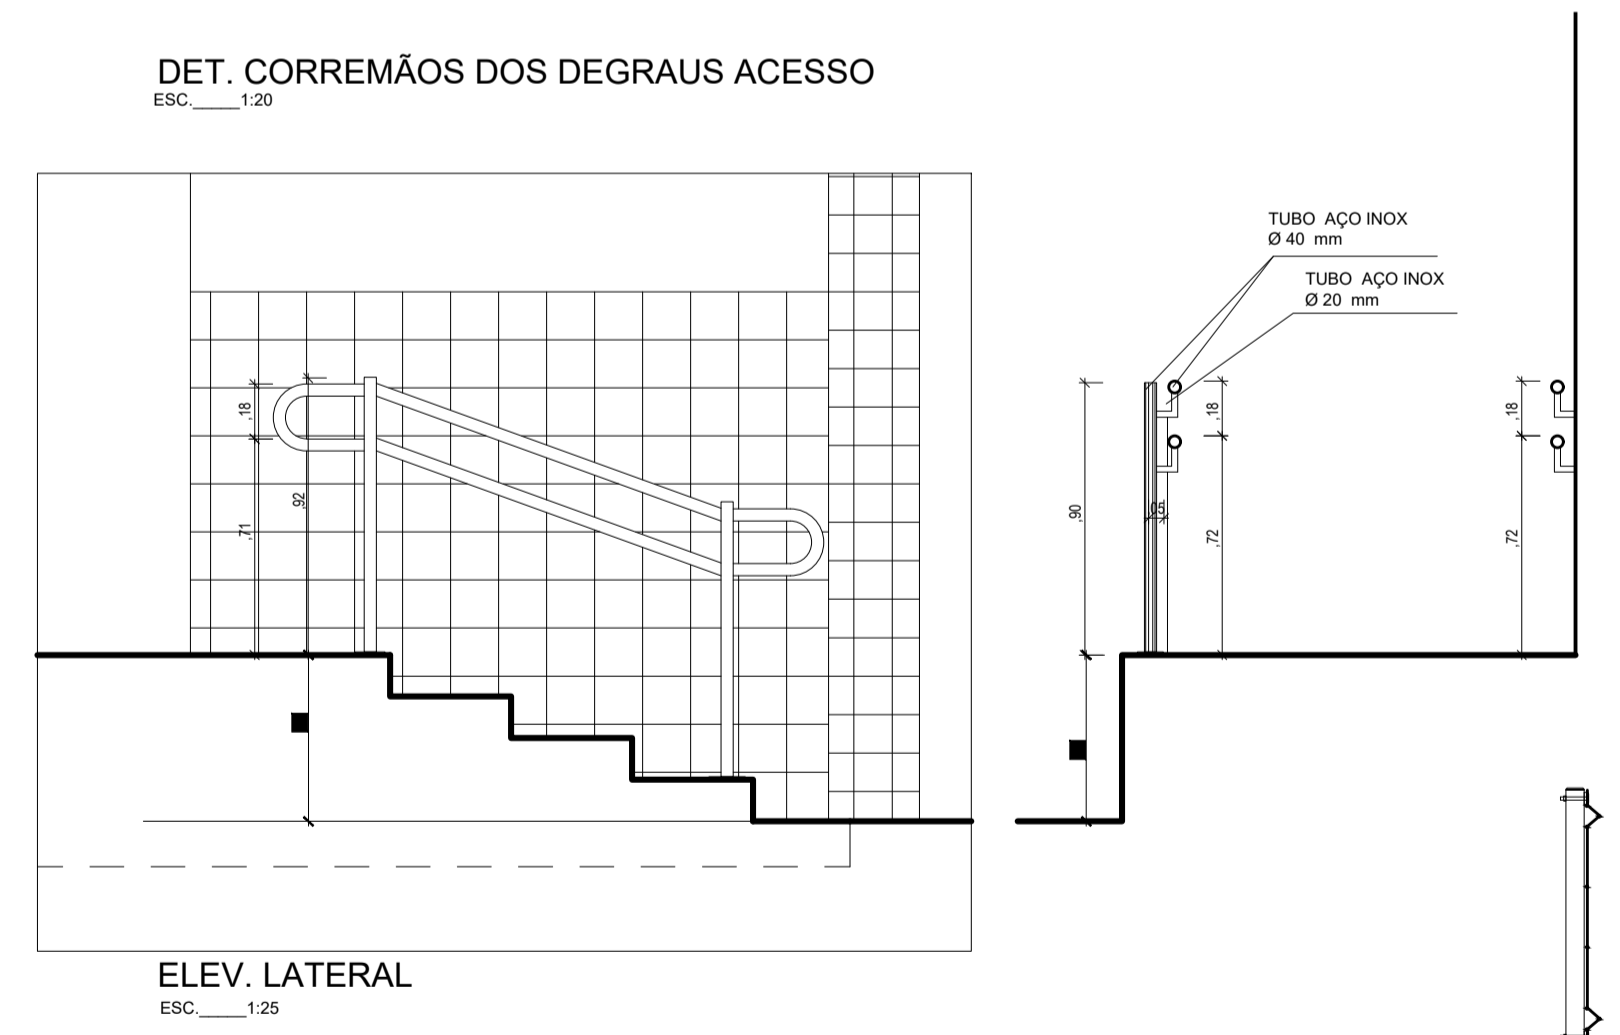 DET. CORREMÃOS DOS DEGRAUS ACESSO
ESC._____1:20
TUBO AÇO INOX
Ø 40 mm
TUBO AÇO INOX
Ø 20 mm
,18
,92
,71
,18
,18
,90
,05
,72
,72
ELEV. LATERAL
ESC._____1:25